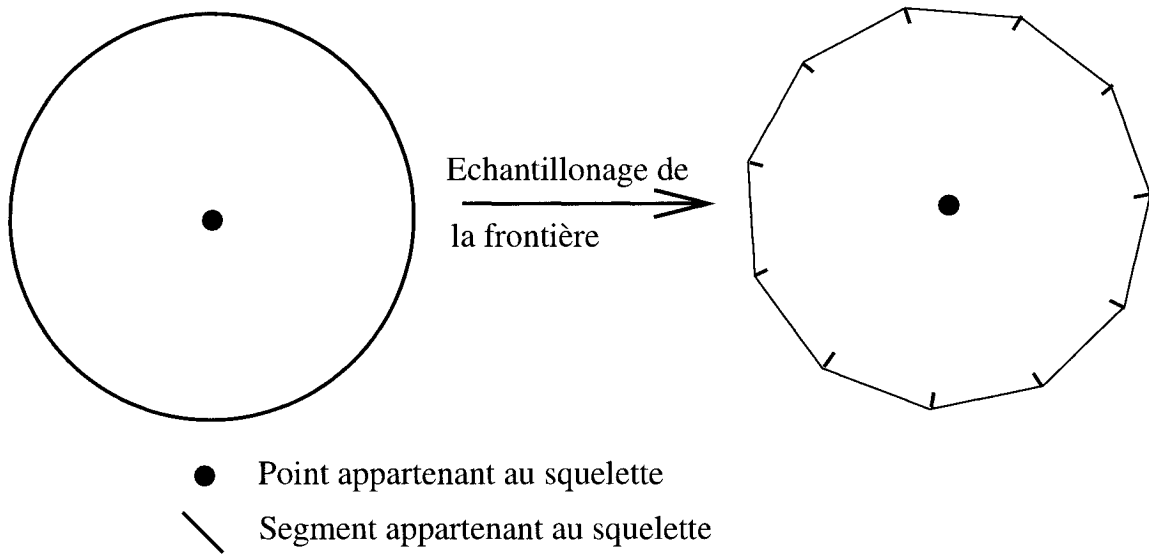 Echantillonage de
la frontière
Point appartenant au squelette
Segment appartenant au squelette